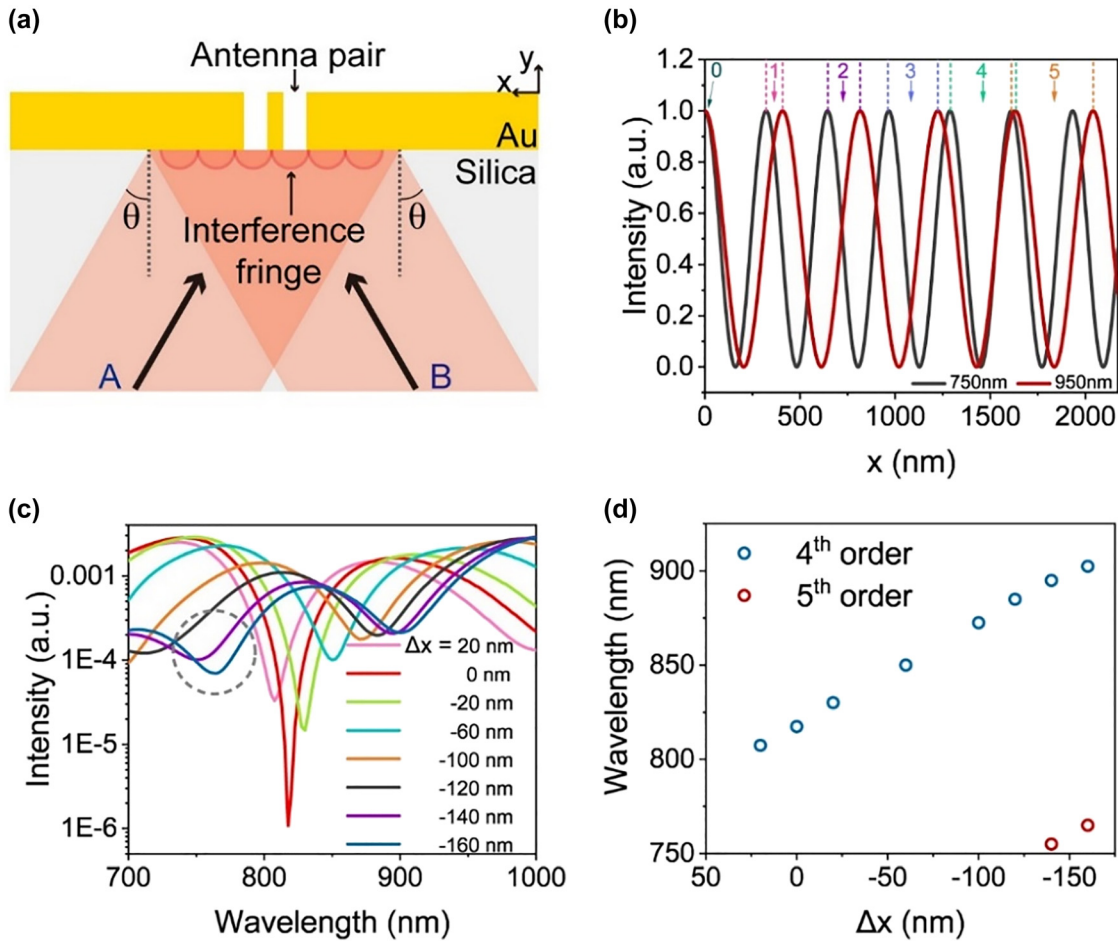 (a)
Antenna pair
y
x
Au
Silica
θ
θ
Interference
fringe
A
B
(b)
1.2
1.0
0.8
0.6
0.4
0.2
0.0
Intensity (a.u.)
0
1
2
3
4
5
750nm
950nm
0
500
1000
1500
2000
x (nm)
(c)
0.001
1E-4
1E-5
1E-6
Intensity (a.u.)
Δx = 20 nm
0 nm
-20 nm
-60 nm
-100 nm
-120 nm
-140 nm
-160 nm
700
800
900
1000
Wavelength (nm)
(d)
900
850
800
750
Wavelength (nm)
4th order
5th order
50
0
-50
-100
-150
Δx (nm)